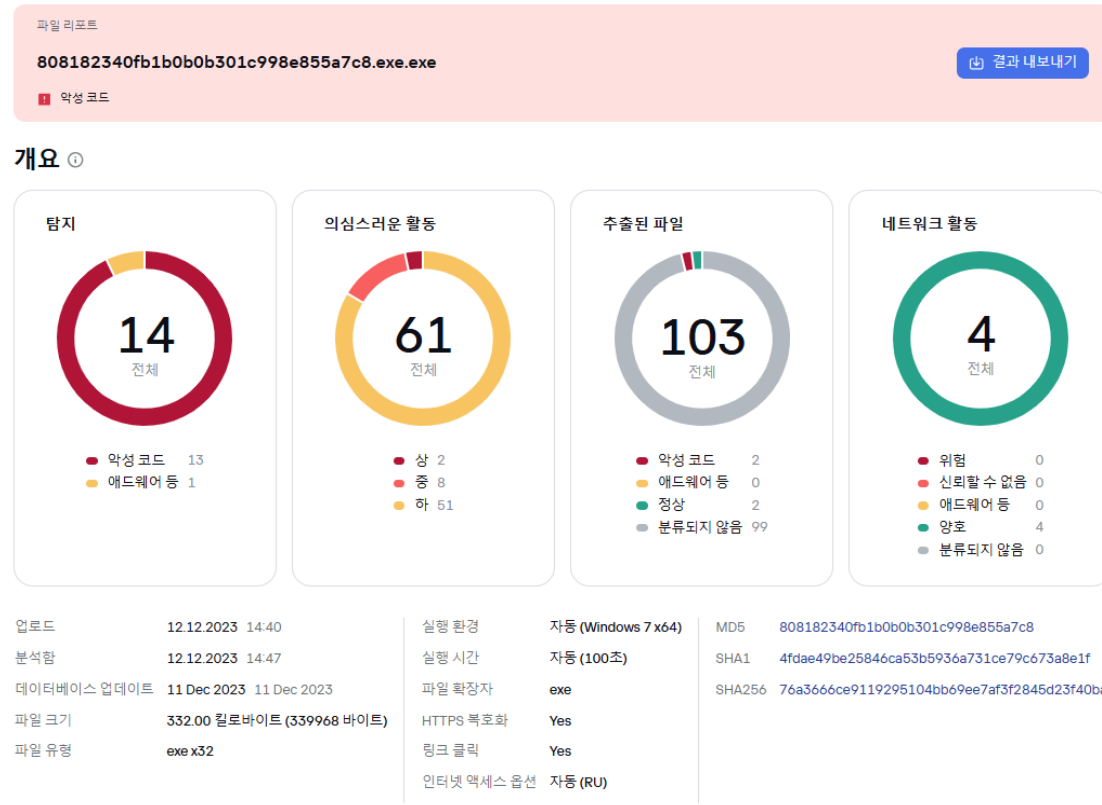 파일 리포트
808182340fb1b0b0b301c998e855a7c8.exe.exe
결과 내보내기
악성 코드
개요
탐지
14
전체
악성 코드 13
애드웨어 등 1
의심스러운 활동
61
전체
상 2
중 8
하 51
추출된 파일
103
전체
악성 코드 2
애드웨어 등 0
정상 2
분류되지 않음 99
네트워크 활동
4
전체
위험 0
신뢰할 수 없음 0
애드웨어 등 0
양호 4
분류되지 않음 0
업로드 12.12.2023 14:40
분석함 12.12.2023 14:47
데이터베이스 업데이트 11 Dec 2023 11 Dec 2023
파일 크기 332.00 킬로바이트 (339968 바이트)
파일 유형 exe x32
실행 환경 자동 (Windows 7 x64)
실행 시간 자동 (100초)
파일 확장자 exe
HTTPS 복호화 Yes
링크 클릭 Yes
인터넷 액세스 옵션 자동 (RU)
MD5 808182340fb1b0b0b301c998e855a7c8
SHA1 4fdae49be25846ca53b5936a731ce79c673a8e1f
SHA256 76a3666ce9119295104bb69ee7af3f2845d23f40ba